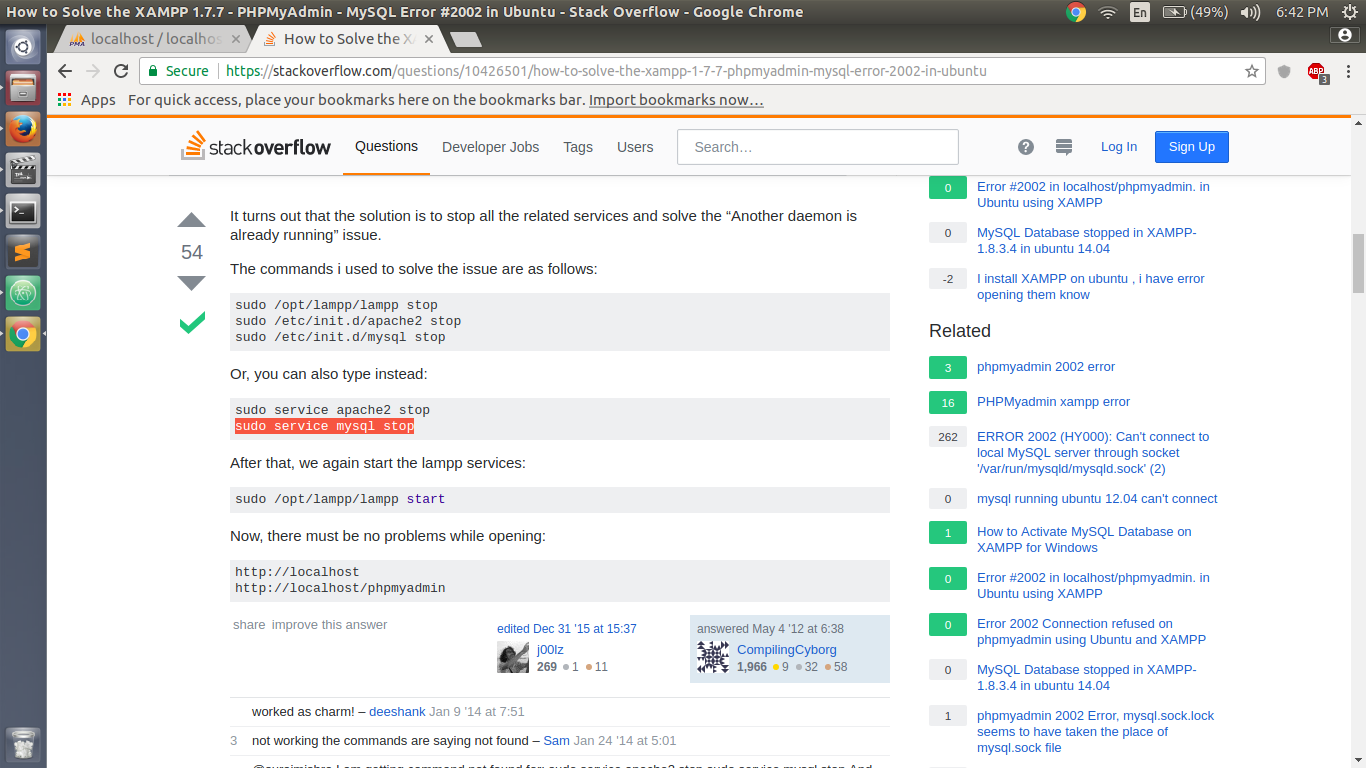 How to Solve the XAMPP 1.7.7 - PHPMyAdmin - MySQL Error #2002 in Ubuntu - Stack Overflow - Google Chrome
En
(49%)
6:42 PM
PMA
localhost / localhos
How to Solve the XA
Secure
https://stackoverflow.com/questions/10426501/how-to-solve-the-xampp-1-7-7-phpmyadmin-mysql-error-2002-in-ubuntu
ABP
3
Apps
For quick access, place your bookmarks here on the bookmarks bar. Import bookmarks now…
stackoverflow
Questions
Developer Jobs
Tags
Users
Search…
?
Log In
Sign Up
54
It turns out that the solution is to stop all the related services and solve the “Another daemon is
already running” issue.
The commands i used to solve the issue are as follows:
sudo /opt/lampp/lampp stop
sudo /etc/init.d/apache2 stop
sudo /etc/init.d/mysql stop
Or, you can also type instead:
sudo service apache2 stop
sudo service mysql stop
After that, we again start the lampp services:
sudo /opt/lampp/lampp start
Now, there must be no problems while opening:
http://localhost
http://localhost/phpmyadmin
share improve this answer
edited Dec 31 '15 at 15:37
j00lz
269 1 11
answered May 4 '12 at 6:38
CompilingCyborg
1,966 9 32 58
worked as charm! – deeshank Jan 9 '14 at 7:51
3 not working the commands are saying not found – Sam Jan 24 '14 at 5:01
0 Error #2002 in localhost/phpmyadmin. in
Ubuntu using XAMPP
0 MySQL Database stopped in XAMPP-
1.8.3.4 in ubuntu 14.04
-2 I install XAMPP on ubuntu , i have error
opening them know
Related
3 phpmyadmin 2002 error
16 PHPMyadmin xampp error
262 ERROR 2002 (HY000): Can't connect to
local MySQL server through socket
'/var/run/mysqld/mysqld.sock' (2)
0 mysql running ubuntu 12.04 can't connect
1 How to Activate MySQL Database on
XAMPP for Windows
0 Error #2002 in localhost/phpmyadmin. in
Ubuntu using XAMPP
0 Error 2002 Connection refused on
phpmyadmin using Ubuntu and XAMPP
0 MySQL Database stopped in XAMPP-
1.8.3.4 in ubuntu 14.04
1 phpmyadmin 2002 Error, mysql.sock.lock
seems to have taken the place of
mysql.sock file